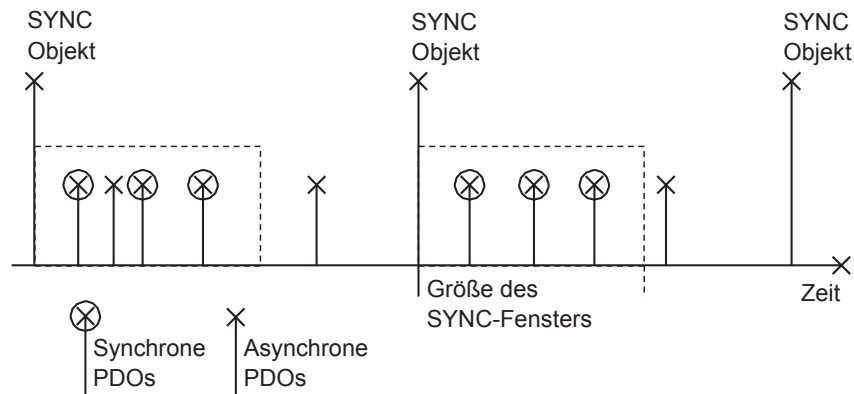 SYNC
Objekt
SYNC
Objekt
SYNC
Objekt
Größe des
SYNC-Fensters
Zeit
Synchrone
PDOs
Asynchrone
PDOs